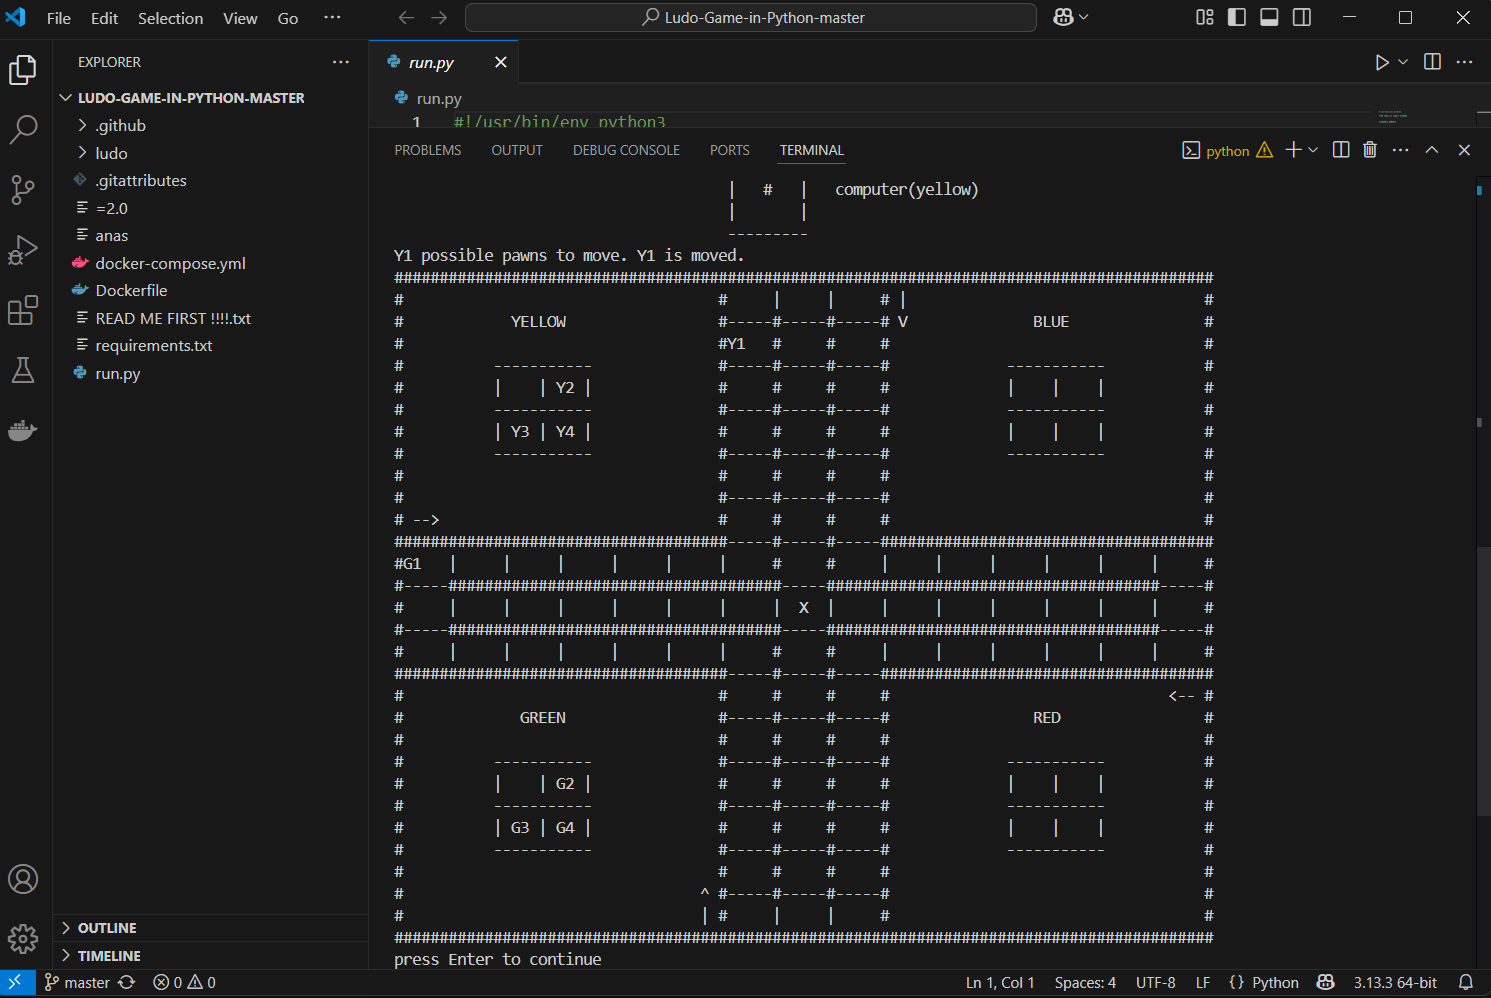 File Edit Selection View Go ··· Ludo-Game-in-Python-master
EXPLORER ···
LUDO-GAME-IN-PYTHON-MASTER
.github
ludo
.gitattributes
=2.0
anas
docker-compose.yml
Dockerfile
READ ME FIRST !!!!.txt
requirements.txt
run.py
OUTLINE
TIMELINE
run.py
run.py
1 #!/usr/bin/env python3
PROBLEMS OUTPUT DEBUG CONSOLE PORTS TERMINAL python
| # | computer(yellow)
| |
---------
Y1 possible pawns to move. Y1 is moved.
###########################################################################################
# # | | # | #
# YELLOW #-----#-----#-----# V BLUE #
# #Y1 # # # #
# ----------- #-----#-----#-----# ----------- #
# | | Y2 | # # # # | | | #
# ----------- #-----#-----#-----# ----------- #
# | Y3 | Y4 | # # # # | | | #
# ----------- #-----#-----#-----# ----------- #
# # # # # #
# #-----#-----#-----# #
# --> # # # # #
#####################################-----#-----#-----#####################################
#G1 | | | | | | # # | | | | | | #
#-----#####################################-----#####################################-----#
# | | | | | | | X | | | | | | | #
#-----#####################################-----#####################################-----#
# | | | | | | # # | | | | | | #
#####################################-----#-----#-----#####################################
# # # # # <-- #
# GREEN #-----#-----#-----# RED #
# # # # # #
# ----------- #-----#-----#-----# ----------- #
# | | G2 | # # # # | | | #
# ----------- #-----#-----#-----# ----------- #
# | G3 | G4 | # # # # | | | #
# ----------- #-----#-----#-----# ----------- #
# # # # # #
# ^ #-----#-----#-----# #
# | # | | # #
###########################################################################################
press Enter to continue
master 0 0 Ln 1, Col 1 Spaces: 4 UTF-8 LF {} Python 3.13.3 64-bit